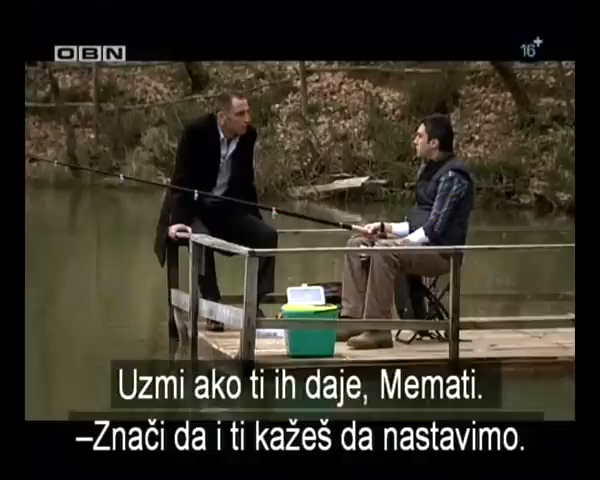 OBN
16+
Uzmi ako ti ih daje, Memati.
–Znači da i ti kažeš da nastavimo.